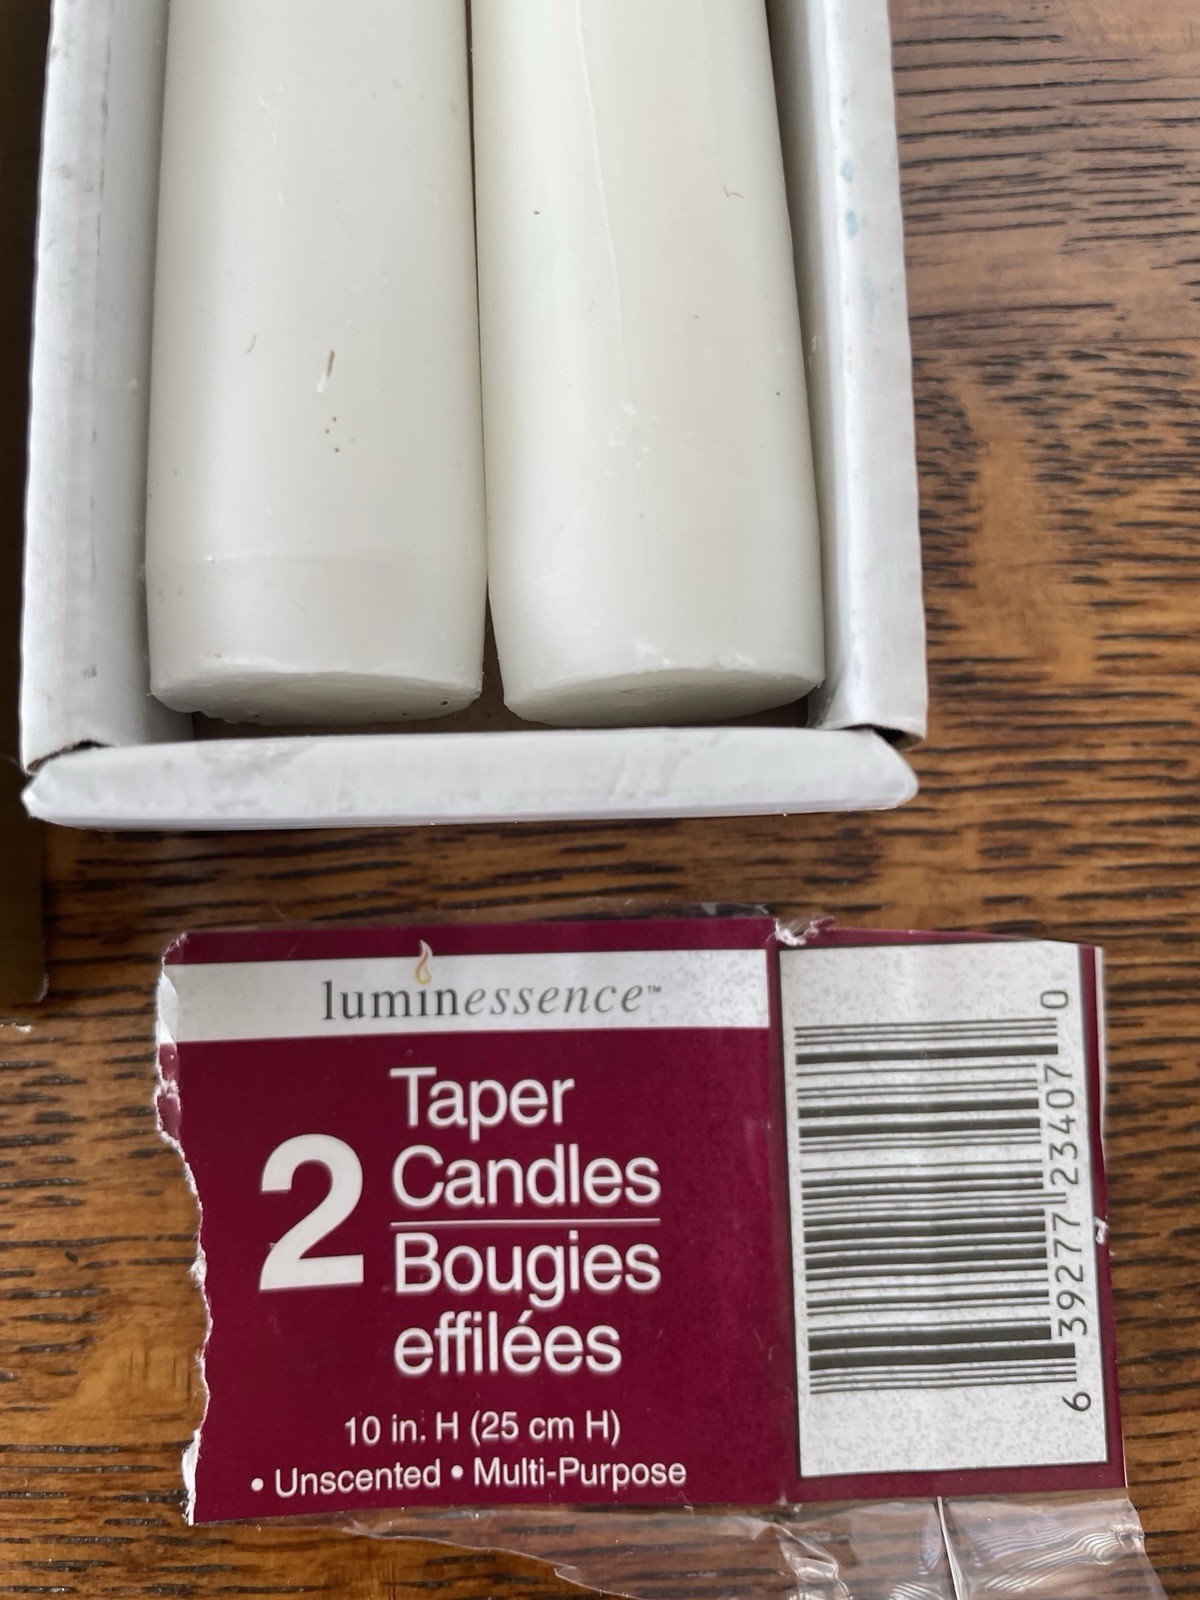 luminessence™
2
Taper
Candles
Bougies
effilées
10 in. H (25 cm H)
• Unscented • Multi-Purpose
6 39277 23407 0